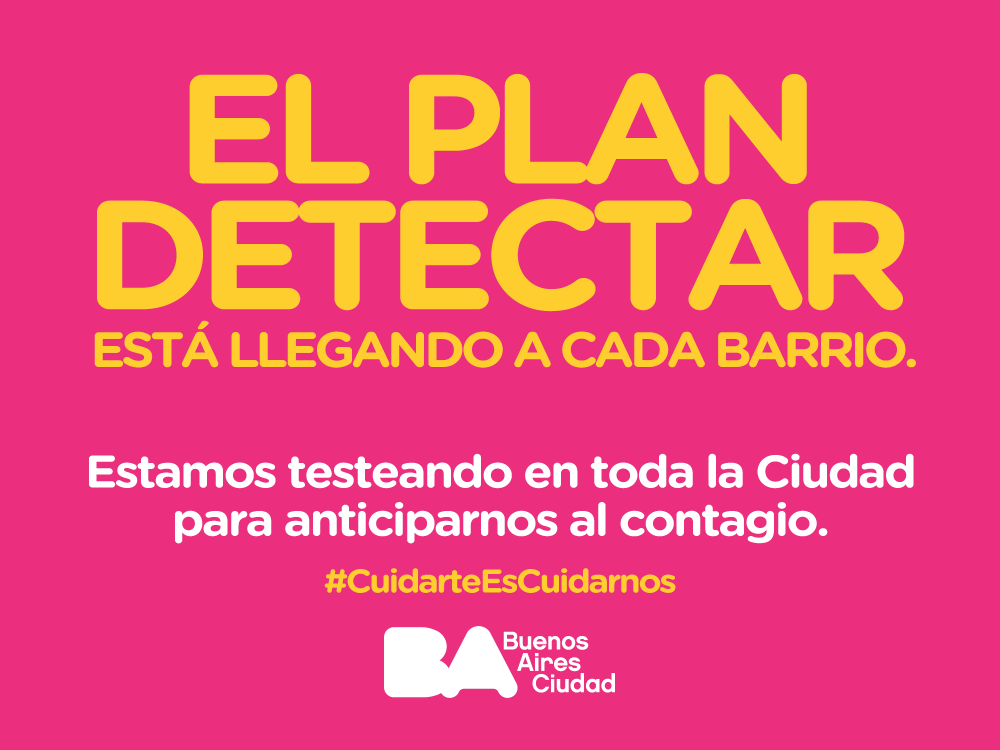 EL PLAN
DETECTAR
ESTÁ LLEGANDO A CADA BARRIO.
Estamos testeando en toda la Ciudad
para anticiparnos al contagio.
#CuidarteEsCuidarnos
BA Buenos
Aires
Ciudad